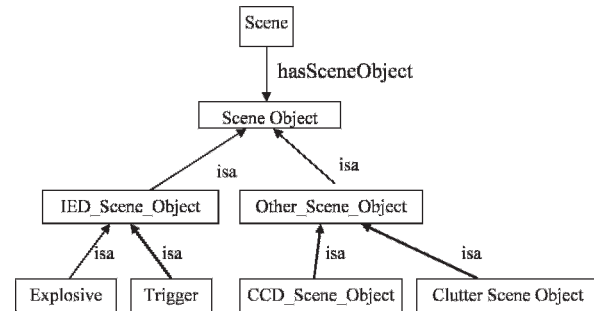 Scene
hasSceneObject
Scene Object
isa
isa
IED_Scene_Object
Other_Scene_Object
isa
isa
isa
isa
Explosive
Trigger
CCD_Scene_Object
Clutter Scene Object